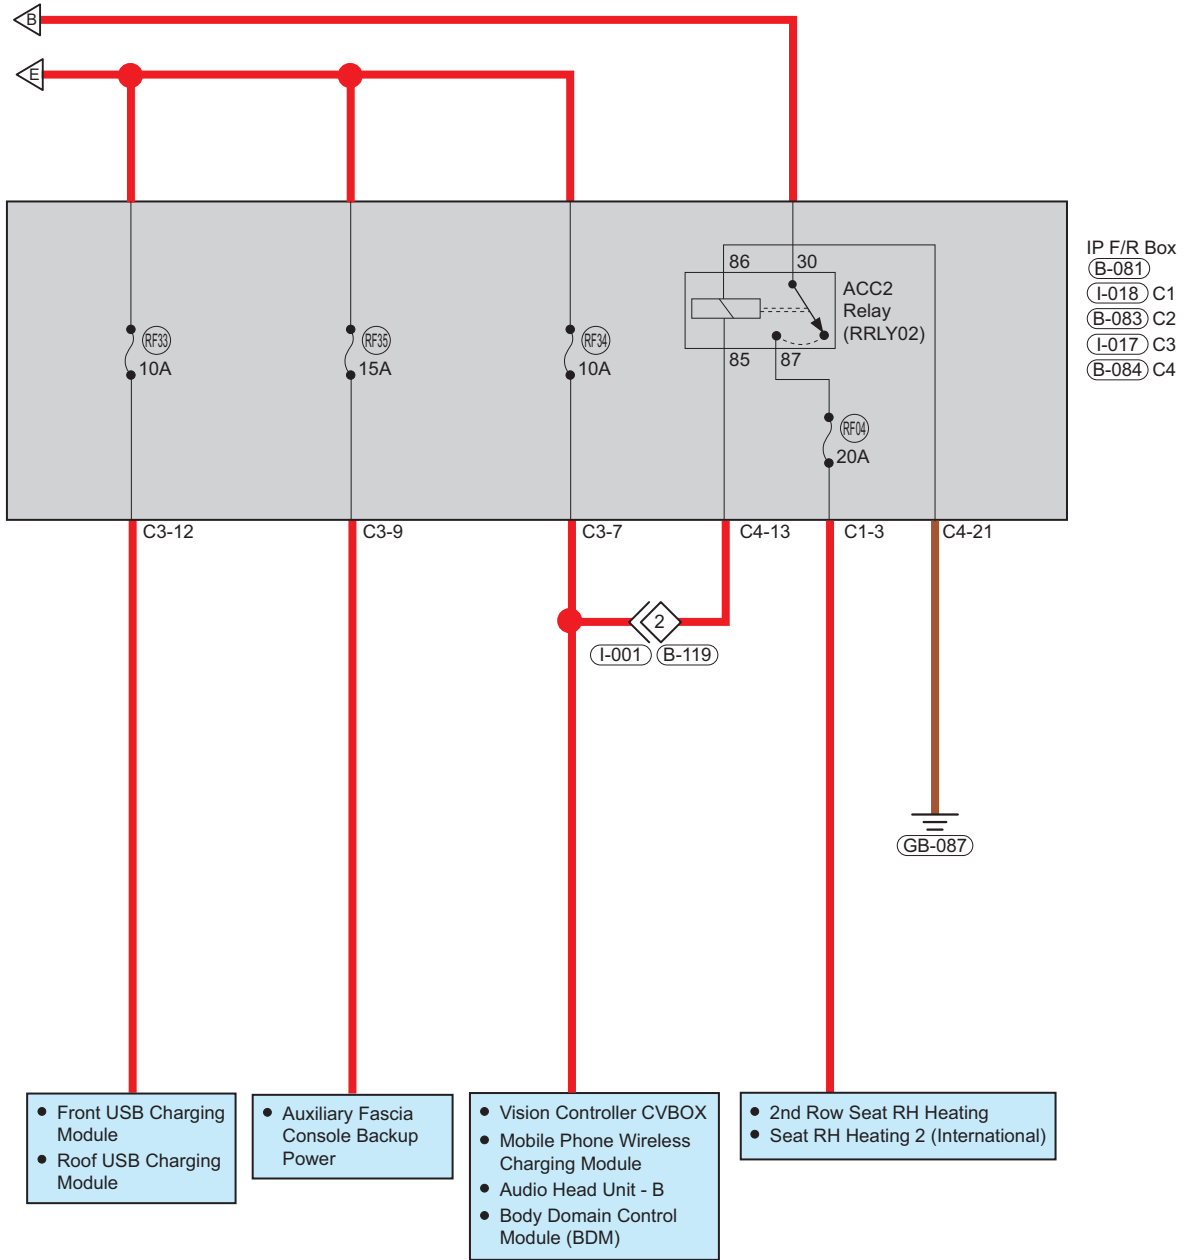 B
E
IP F/R Box
B-081
I-018 C1
B-083 C2
I-017 C3
B-084 C4
86
30
ACC2
Relay
(RRLY02)
85
87
RF33
10A
RF35
15A
RF34
10A
RF04
20A
C3-12
C3-9
C3-7
C4-13
C1-3
C4-21
2
I-001
B-119
GB-087
• Front USB Charging
Module
• Roof USB Charging
Module
• Auxiliary Fascia
Console Backup
Power
• Vision Controller CVBOX
• Mobile Phone Wireless
Charging Module
• Audio Head Unit - B
• Body Domain Control
Module (BDM)
• 2nd Row Seat RH Heating
• Seat RH Heating 2 (International)